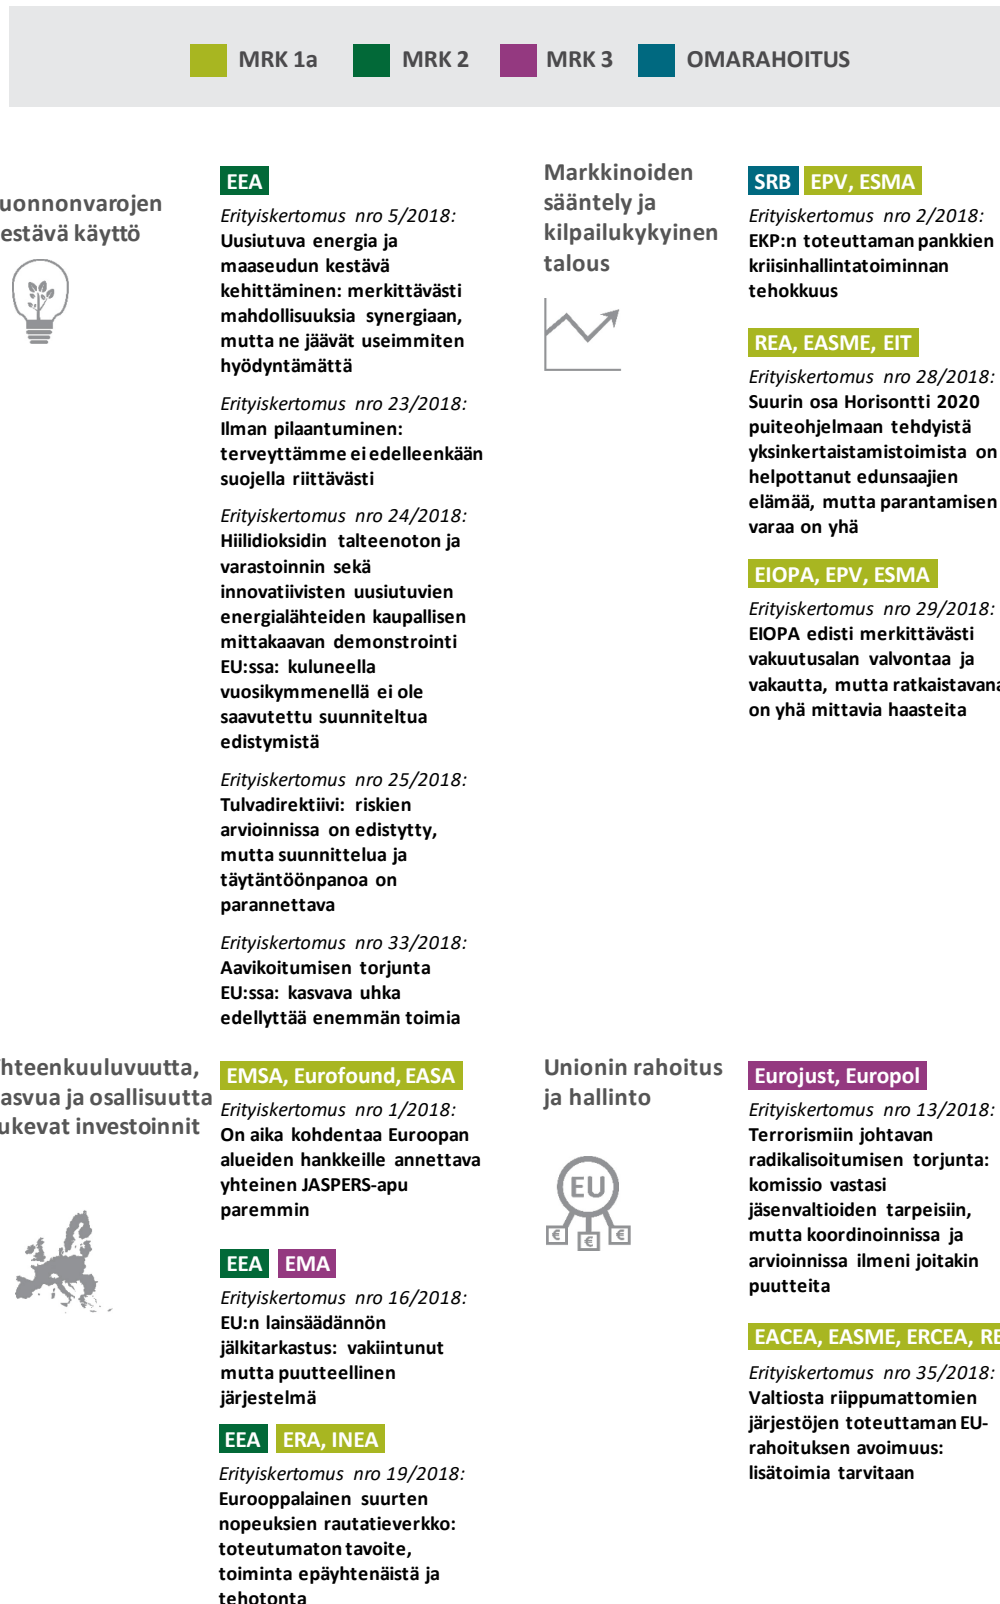 MRK 1a MRK 2 MRK 3 OMARAHOITUS
uonnonvarojen
estävä käyttö
EEA
Erityiskertomus nro 5/2018:
Uusiutuva energia ja
maaseudun kestävä
kehittäminen: merkittävästi
mahdollisuuksia synergiaan,
mutta ne jäävät useimmiten
hyödyntämättä
Erityiskertomus nro 23/2018:
Ilman pilaantuminen:
terveyttämme ei edelleenkään
suojella riittävästi
Erityiskertomus nro 24/2018:
Hiilidioksidin talteenoton ja
varastoinnin sekä
innovatiivisten uusiutuvien
energialähteiden kaupallisen
mittakaavan demonstrointi
EU:ssa: kuluneella
vuosikymmenellä ei ole
saavutettu suunniteltua
edistymistä
Erityiskertomus nro 25/2018:
Tulvadirektiivi: riskien
arvioinnissa on edistytty,
mutta suunnittelua ja
täytäntöönpanoa on
parannettava
Erityiskertomus nro 33/2018:
Aavikoitumisen torjunta
EU:ssa: kasvava uhka
edellyttää enemmän toimia
Markkinoiden
sääntely ja
kilpailukykyinen
talous
SRB EPV, ESMA
Erityiskertomus nro 2/2018:
EKP:n toteuttaman pankkien
kriisinhallintatoiminnan
tehokkuus
REA, EASME, EIT
Erityiskertomus nro 28/2018:
Suurin osa Horisontti 2020
puiteohjelmaan tehdyistä
yksinkertaistamistoimista on
helpottanut edunsaajien
elämää, mutta parantamisen
varaa on yhä
EIOPA, EPV, ESMA
Erityiskertomus nro 29/2018:
EIOPA edisti merkittävästi
vakuutusalan valvontaa ja
vakautta, mutta ratkaistavana
on yhä mittavia haasteita
hteenkuuluvuutta,
asvua ja osallisuutta
ukevat investoinnit
EMSA, Eurofound, EASA
Erityiskertomus nro 1/2018:
On aika kohdentaa Euroopan
alueiden hankkeille annettava
yhteinen JASPERS-apu
paremmin
EEA EMA
Erityiskertomus nro 16/2018:
EU:n lainsäädännön
jälkitarkastus: vakiintunut
mutta puutteellinen
järjestelmä
EEA ERA, INEA
Erityiskertomus nro 19/2018:
Eurooppalainen suurten
nopeuksien rautatieverkko:
toteutumaton tavoite,
toiminta epäyhtenäistä ja
tehotonta
Unionin rahoitus
ja hallinto
EU
€ € €
Eurojust, Europol
Erityiskertomus nro 13/2018:
Terrorismiin johtavan
radikalisoitumisen torjunta:
komissio vastasi
jäsenvaltioiden tarpeisiin,
mutta koordinoinnissa ja
arvioinnissa ilmeni joitakin
puutteita
EACEA, EASME, ERCEA, RE
Erityiskertomus nro 35/2018:
Valtiosta riippumattomien
järjestöjen toteuttaman EU-
rahoituksen avoimuus:
lisätoimia tarvitaan